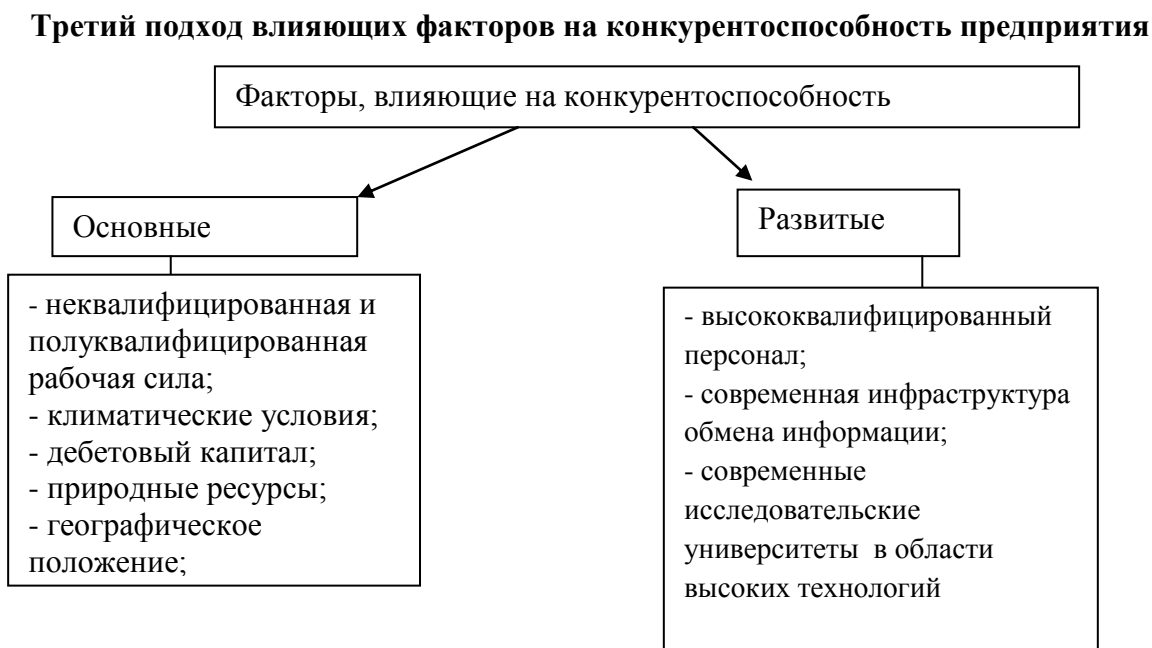 Третий подход влияющих факторов на конкурентоспособность предприятия
Факторы, влияющие на конкурентоспособность
Основные
- неквалифицированная и
полуквалифицированная
рабочая сила;
- климатические условия;
- дебетовый капитал;
- природные ресурсы;
- географическое
положение;
Развитые
- высококвалифицированный
персонал;
- современная инфраструктура
обмена информации;
- современные
исследовательские
университеты в области
высоких технологий